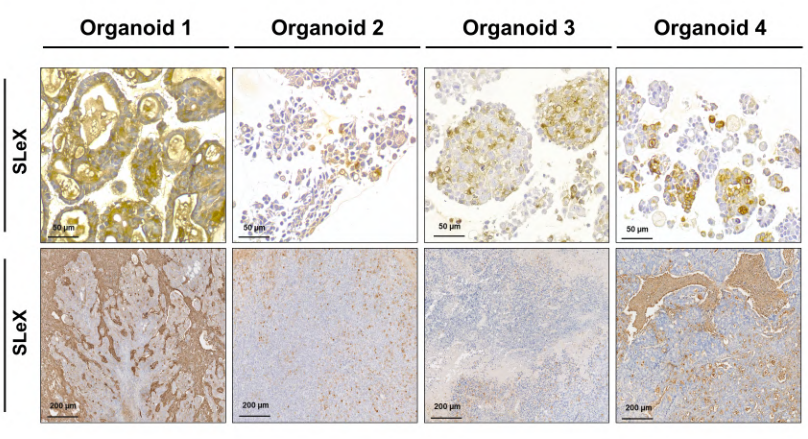 Organoid 1 Organoid 2 Organoid 3 Organoid 4
SLeX
50 µm 50 µm 50 µm 50 µm
SLeX
200 µm 200 µm 200 µm 200 µm